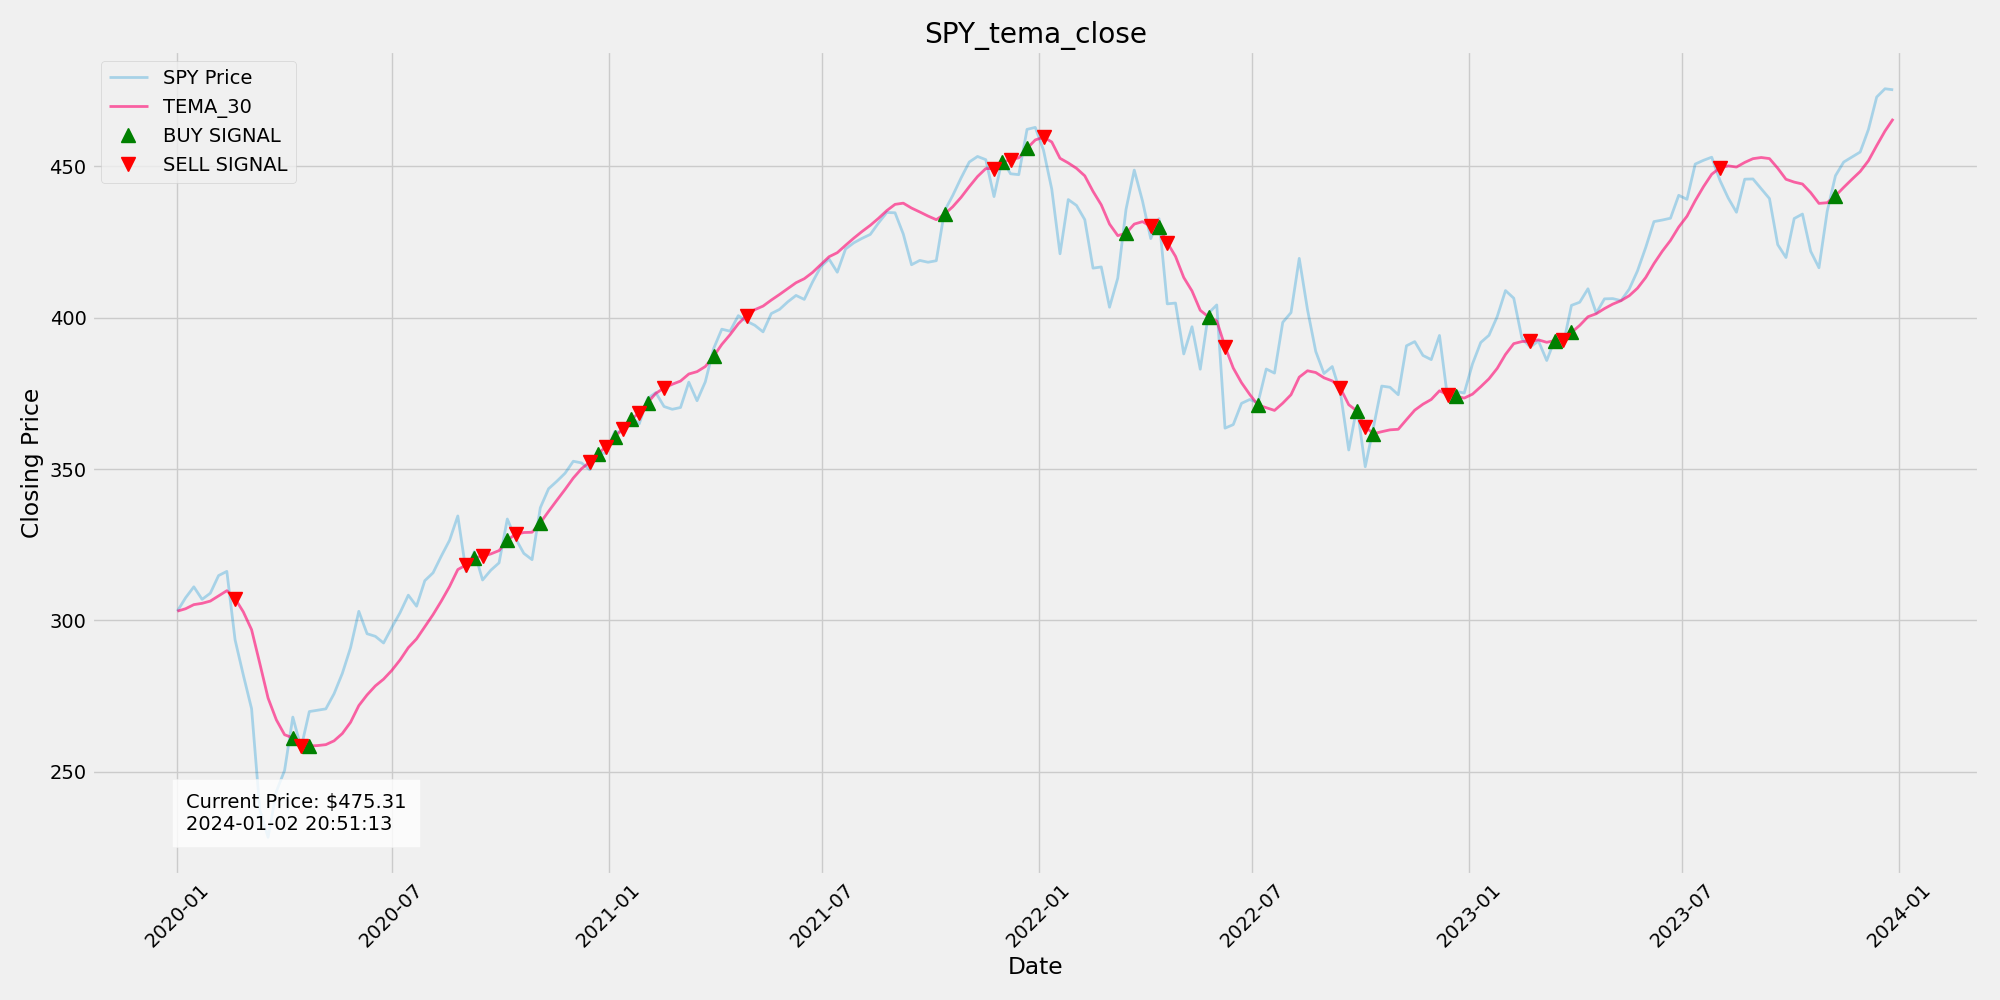 SPY_tema_close
SPY Price
TEMA_30
BUY SIGNAL
SELL SIGNAL
Closing Price
450
400
350
300
250
Current Price: $475.31
2024-01-02 20:51:13
2020-01
2020-07
2021-01
2021-07
2022-01
2022-07
2023-01
2023-07
2024-01
Date